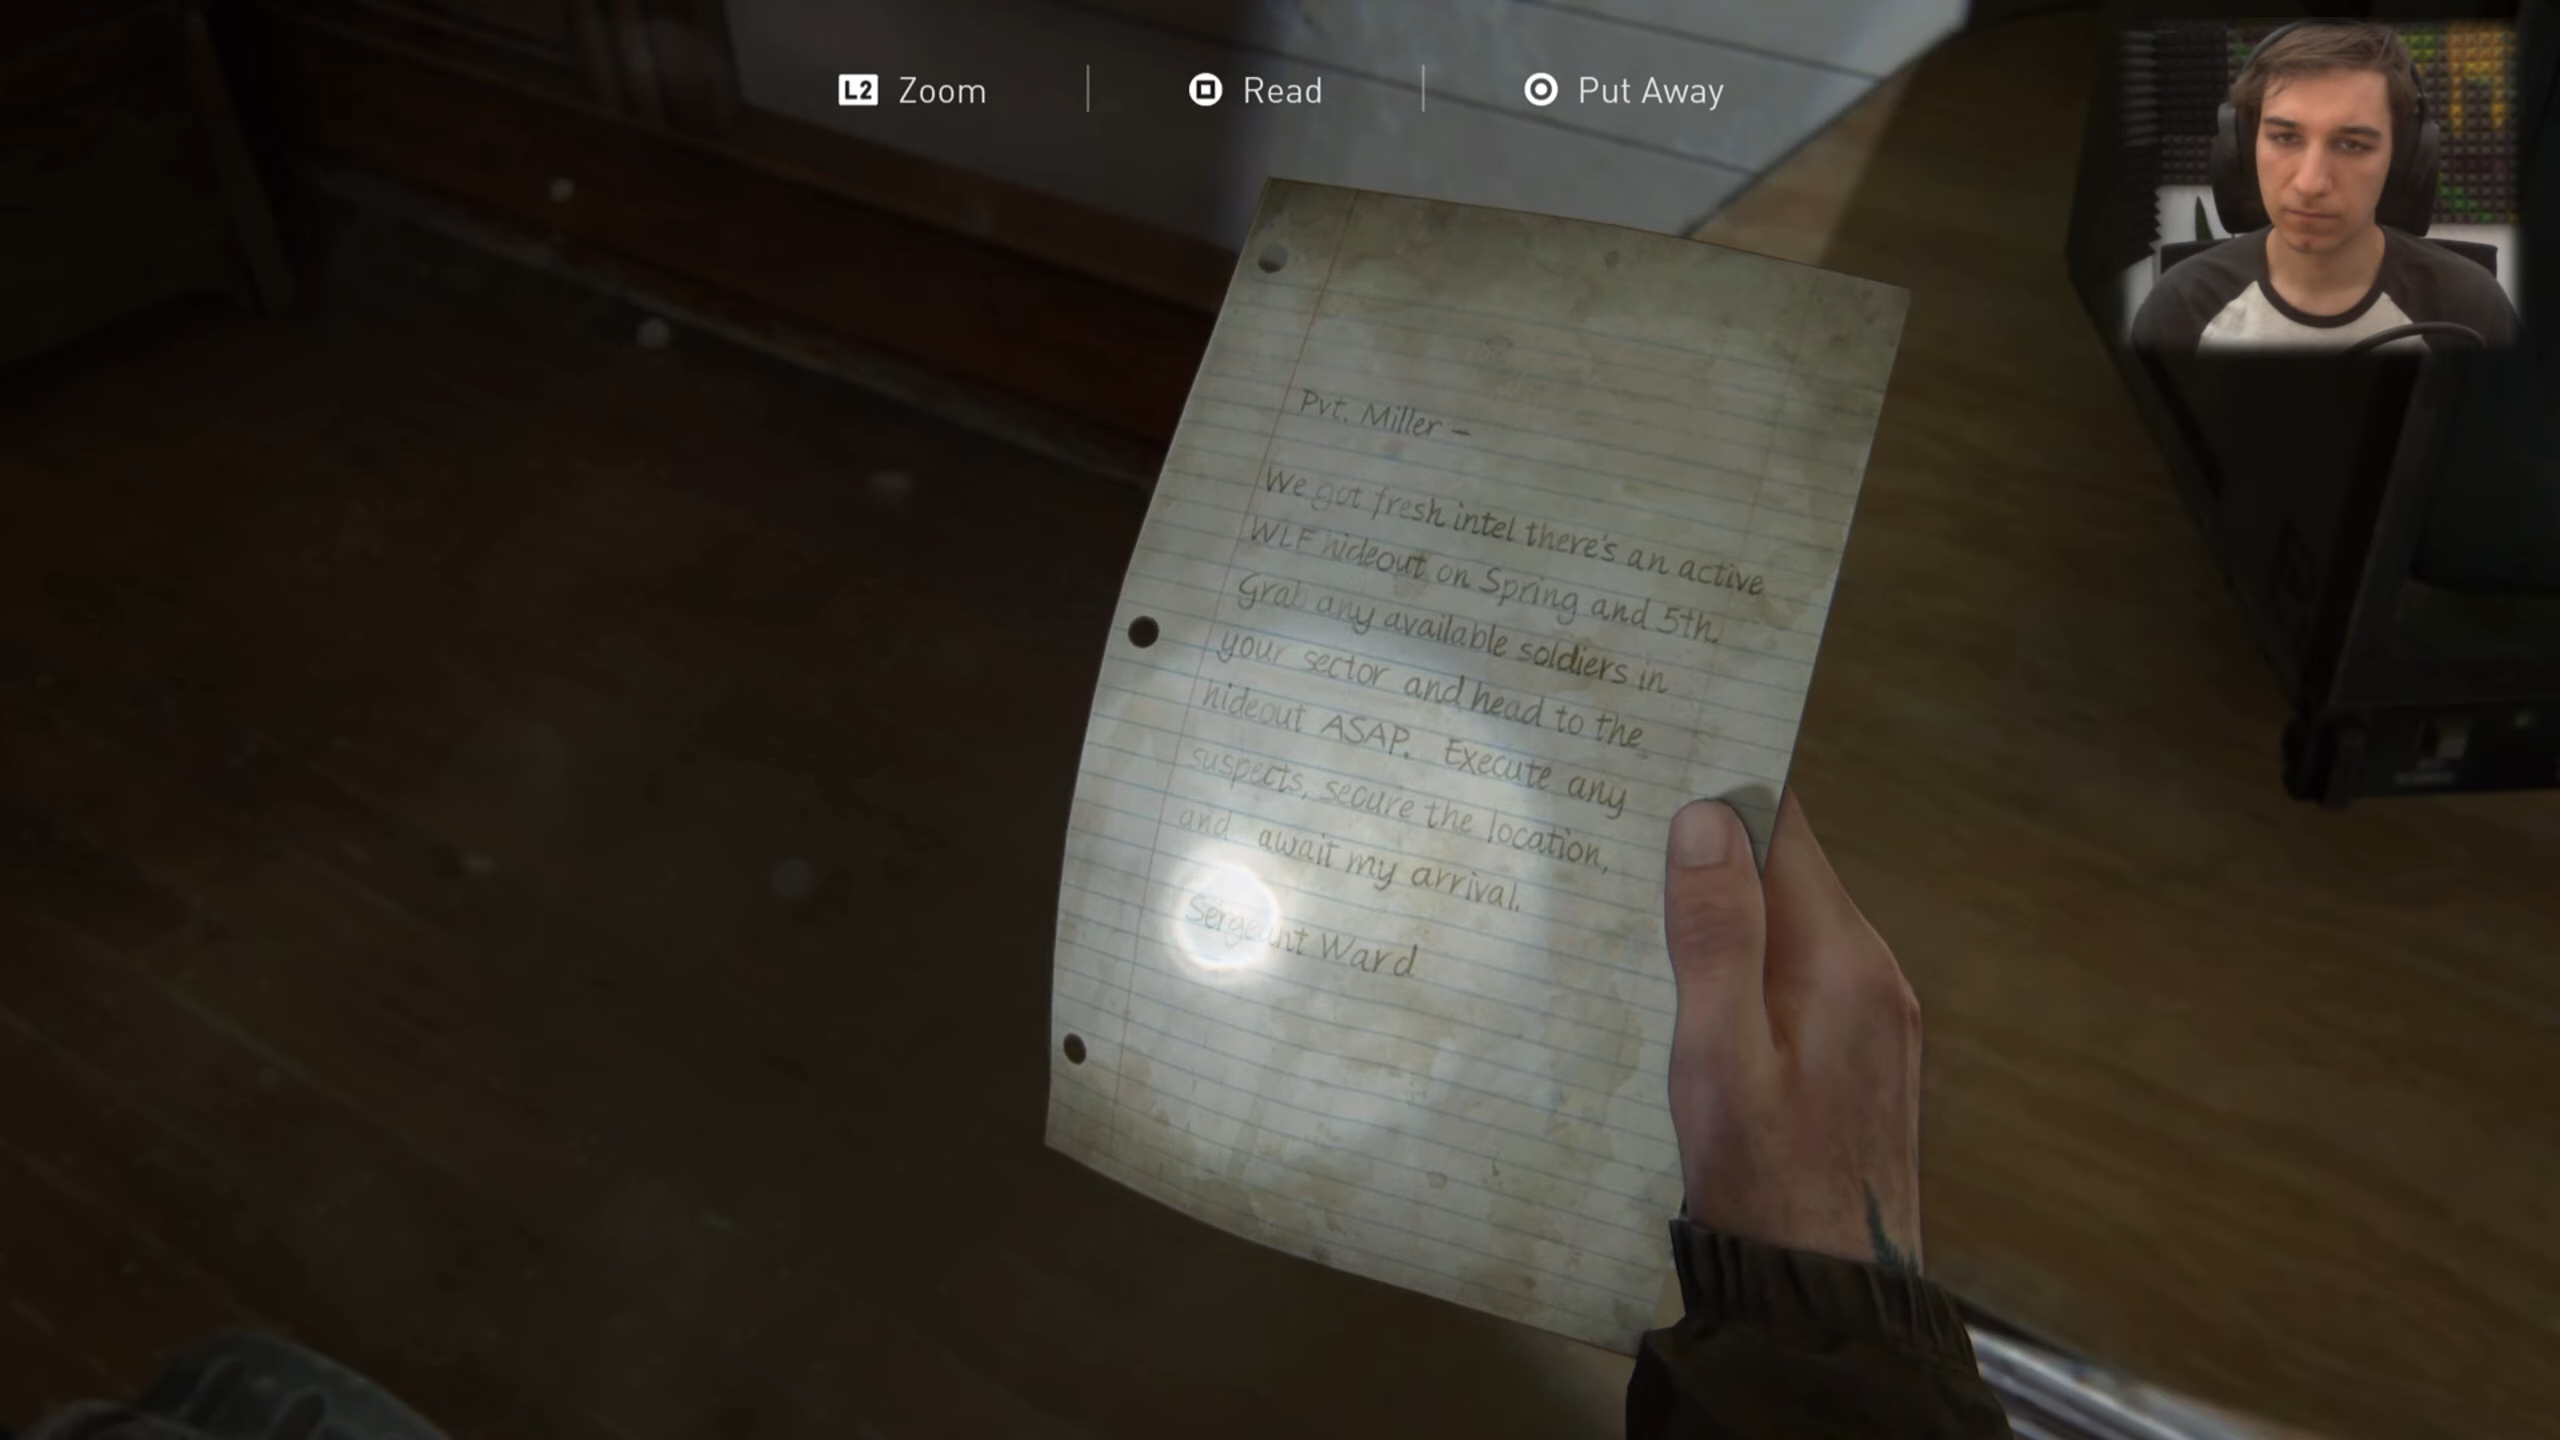 L2 Zoom | Read | Put Away
Pvt. Miller –
We got fresh intel there's an active
WLF hideout on Spring and 5th.
Grab any available soldiers in
your sector and head to the
hideout ASAP. Execute any
suspects, secure the location,
and await my arrival.
Sergeant Ward